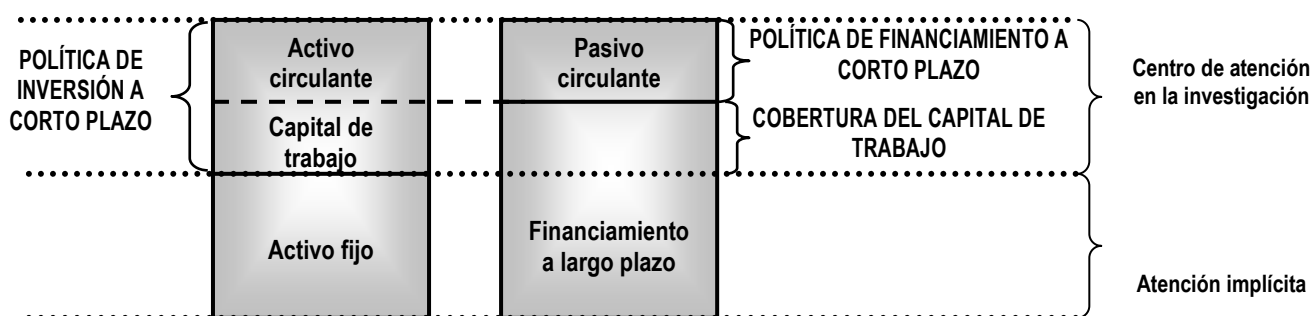 POLÍTICA DE
INVERSIÓN A
CORTO PLAZO
Activo
circulante
Capital de
trabajo
Activo fijo
Pasivo
circulante
Financiamiento
a largo plazo
POLÍTICA DE FINANCIAMIENTO A
CORTO PLAZO
COBERTURA DEL CAPITAL DE
TRABAJO
Centro de atención
en la investigación
Atención implícita